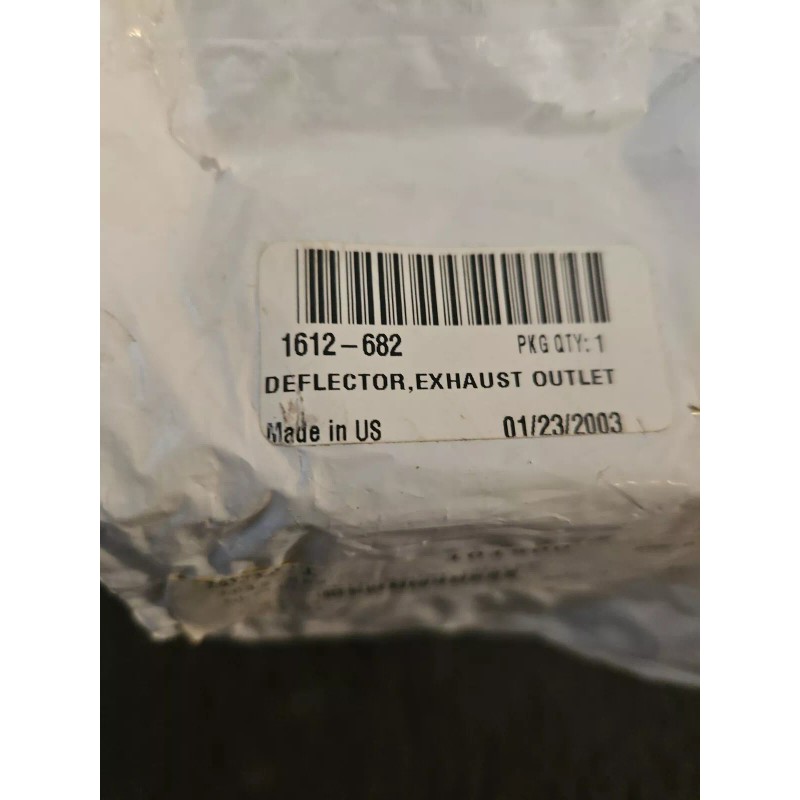 1612-682 PKG QTY: 1
DEFLECTOR,EXHAUST OUTLET
Made in US 01/23/2003